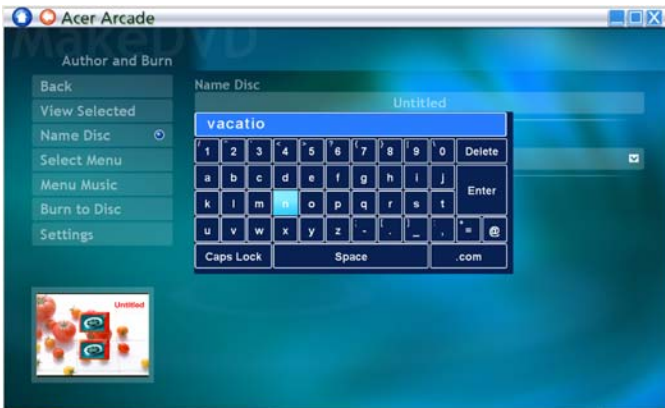 Acer Arcade
MakeDVD
Author and Burn
Back
View Selected
Name Disc
Select Menu
Menu Music
Burn to Disc
Settings
Name Disc
Untitled
vacatio
1 2 3 4 5 6 7 8 9 0 Delete
a b c d e f g h i j
Enter
k l m n o p q r s t
u v w x y z - . _ , = @
Caps Lock Space .com
Untitled